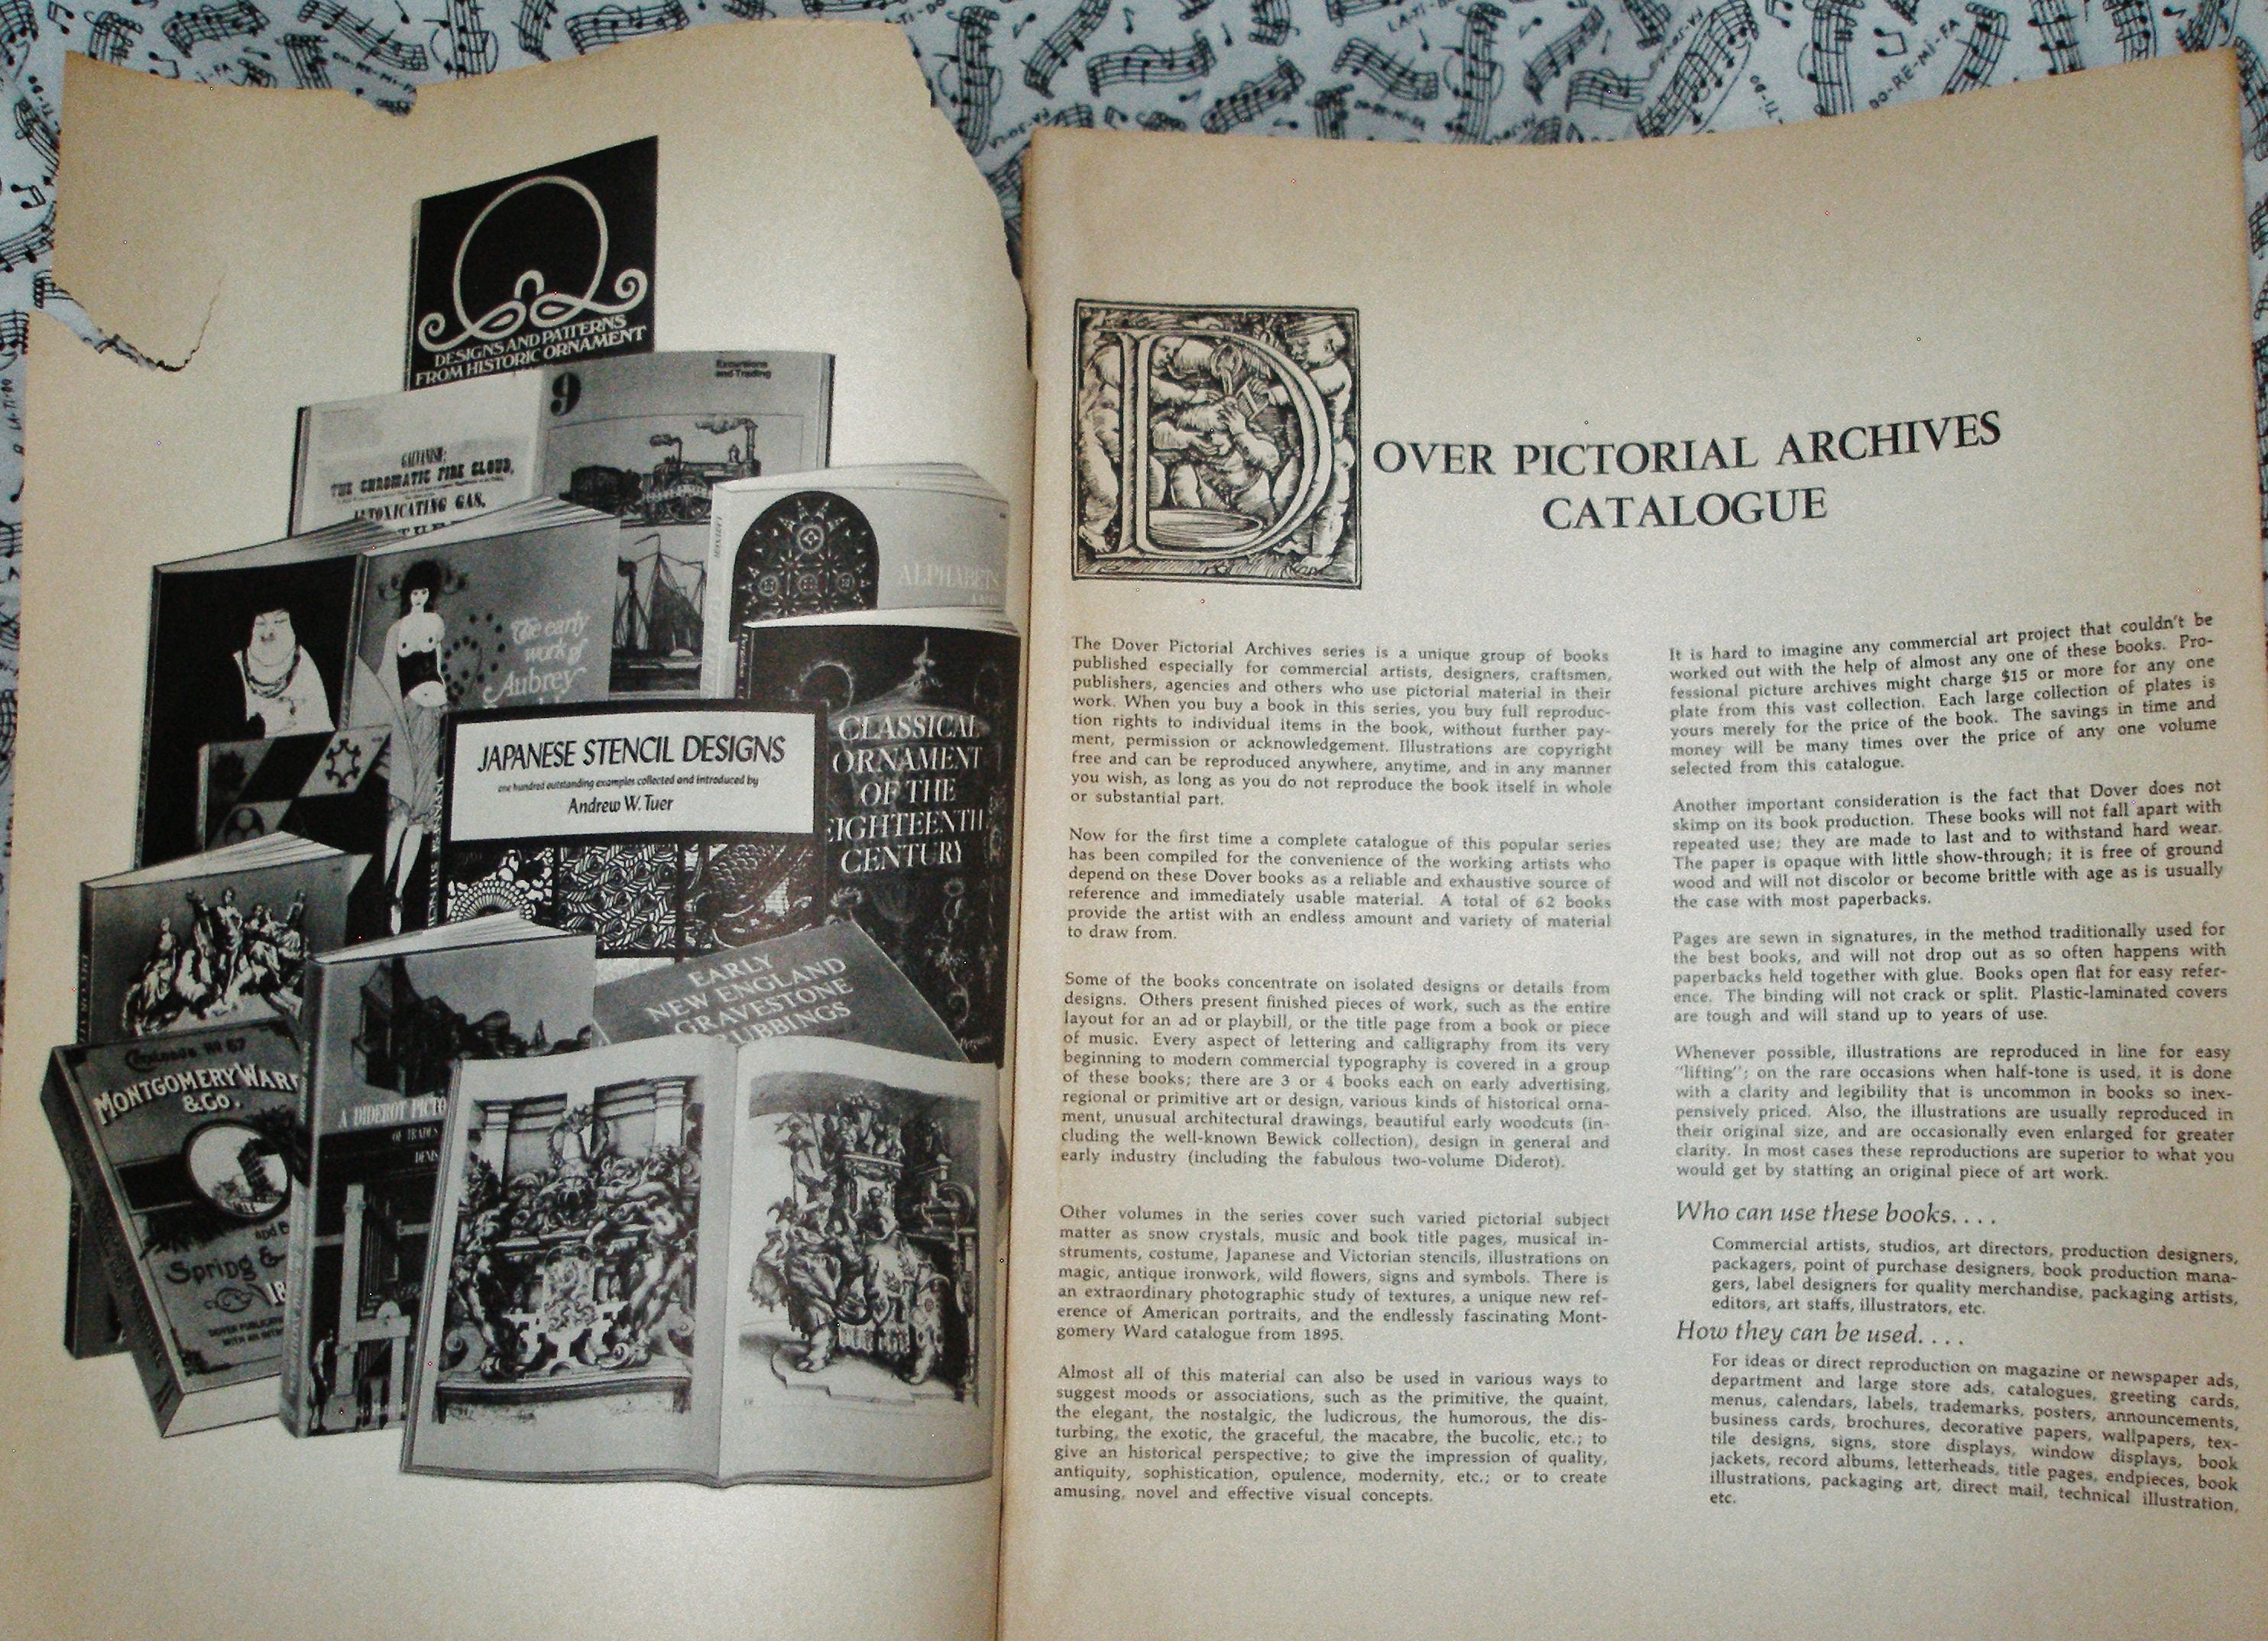 DESIGNS AND PATTERNS
FROM HISTORIC ORNAMENT
9
Excursions
and Trading
THE CHROMATIC FIRE CLOUD,
INTOXICATING GAS,
ALPHABETS
The early
work of
Aubrey
JAPANESE STENCIL DESIGNS
one hundred outstanding examples collected and introduced by
Andrew W. Tuer
CLASSICAL
ORNAMENT
OF THE
EIGHTEENTH
CENTURY
EARLY
NEW ENGLAND
GRAVESTONE
RUBBINGS
MONTGOMERY WARD
& Co.
Spring &
A DIDEROT PICTO
OF TRADES
DENIS
DOVER PICTORIAL ARCHIVES
CATALOGUE
The Dover Pictorial Archives series is a unique group of books
published especially for commercial artists, designers, craftsmen,
publishers, agencies and others who use pictorial material in their
work. When you buy a book in this series, you buy full reproduc-
tion rights to individual items in the book, without further pay-
ment, permission or acknowledgement. Illustrations are copyright
free and can be reproduced anywhere, anytime, and in any manner
you wish, as long as you do not reproduce the book itself in whole
or substantial part.
Now for the first time a complete catalogue of this popular series
has been compiled for the convenience of the working artists who
depend on these Dover books as a reliable and exhaustive source of
reference and immediately usable material. A total of 62 books
provide the artist with an endless amount and variety of material
to draw from.
Some of the books concentrate on isolated designs or details from
designs. Others present finished pieces of work, such as the entire
layout for an ad or playbill, or the title page from a book or piece
of music. Every aspect of lettering and calligraphy from its very
beginning to modern commercial typography is covered in a group
of these books; there are 3 or 4 books each on early advertising,
regional or primitive art or design, various kinds of historical orna-
ment, unusual architectural drawings, beautiful early woodcuts (in-
cluding the well-known Bewick collection), design in general and
early industry (including the fabulous two-volume Diderot).
Other volumes in the series cover such varied pictorial subject
matter as snow crystals, music and book title pages, musical in-
struments, costume, Japanese and Victorian stencils, illustrations on
magic, antique ironwork, wild flowers, signs and symbols. There is
an extraordinary photographic study of textures, a unique new ref-
erence of American portraits, and the endlessly fascinating Mont-
gomery Ward catalogue from 1895.
Almost all of this material can also be used in various ways to
suggest moods or associations, such as the primitive, the quaint,
the elegant, the nostalgic, the ludicrous, the humorous, the dis-
turbing, the exotic, the graceful, the macabre, the bucolic, etc.; to
give an historical perspective; to give the impression of quality,
antiquity, sophistication, opulence, modernity, etc.; or to create
amusing, novel and effective visual concepts.
It is hard to imagine any commercial art project that couldn't be
worked out with the help of almost any one of these books. Pro-
fessional picture archives might charge $15 or more for any one
plate from this vast collection. Each large collection of plates is
yours merely for the price of the book. The savings in time and
money will be many times over the price of any one volume
selected from this catalogue.
Another important consideration is the fact that Dover does not
skimp on its book production. These books will not fall apart with
repeated use; they are made to last and to withstand hard wear.
The paper is opaque with little show-through; it is free of ground
wood and will not discolor or become brittle with age as is usually
the case with most paperbacks.
Pages are sewn in signatures, in the method traditionally used for
the best books, and will not drop out as so often happens with
paperbacks held together with glue. Books open flat for easy refer-
ence. The binding will not crack or split. Plastic-laminated covers
are tough and will stand up to years of use.
Whenever possible, illustrations are reproduced in line for easy
"lifting"; on the rare occasions when half-tone is used, it is done
with a clarity and legibility that is uncommon in books so inex-
pensively priced. Also, the illustrations are usually reproduced in
their original size, and are occasionally even enlarged for greater
clarity. In most cases these reproductions are superior to what you
would get by statting an original piece of art work.
Who can use these books. . . .
Commercial artists, studios, art directors, production designers,
packagers, point of purchase designers, book production mana-
gers, label designers for quality merchandise, packaging artists,
editors, art staffs, illustrators, etc.
How they can be used. . . .
For ideas or direct reproduction on magazine or newspaper ads,
department and large store ads, catalogues, greeting cards,
menus, calendars, labels, trademarks, posters, announcements,
business cards, brochures, decorative papers, wallpapers, tex-
tile designs, signs, store displays, window displays, book
jackets, record albums, letterheads, title pages, endpieces, book
illustrations, packaging art, direct mail, technical illustration,
etc.